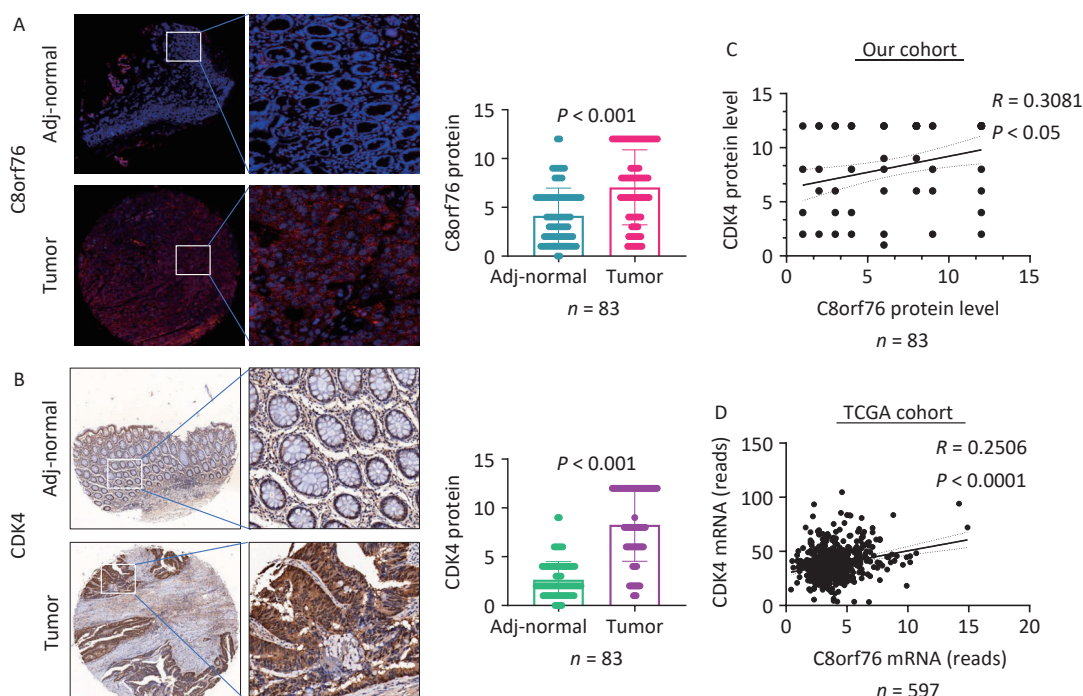 A
Adj-normal
C8orf76
Tumor
C8orf76 protein
15
10
5
0
P < 0.001
Adj-normal Tumor
n = 83
C
Our cohort
CDK4 protein level
15
10
5
0
R = 0.3081
P < 0.05
0 5 10 15
C8orf76 protein level
n = 83
B
Adj-normal
CDK4
Tumor
CDK4 protein
15
10
5
0
P < 0.001
Adj-normal Tumor
n = 83
D
TCGA cohort
CDK4 mRNA (reads)
150
100
50
0
R = 0.2506
P < 0.0001
0 5 10 15 20
C8orf76 mRNA (reads)
n = 597